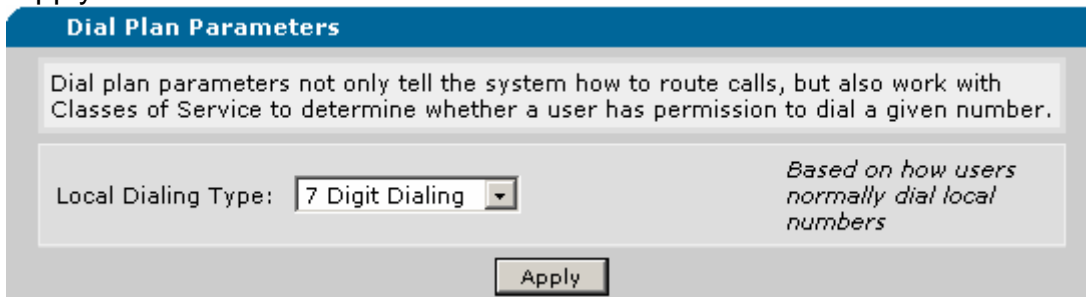 Dial Plan Parameters
Dial plan parameters not only tell the system how to route calls, but also work with
Classes of Service to determine whether a user has permission to dial a given number.
Local Dialing Type: 7 Digit Dialing Based on how users
normally dial local
numbers
Apply